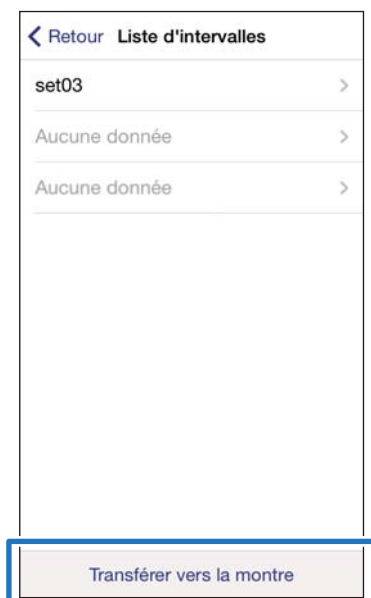 Retour Liste d'intervalles
set03
Aucune donnée
Aucune donnée
Transférer vers la montre